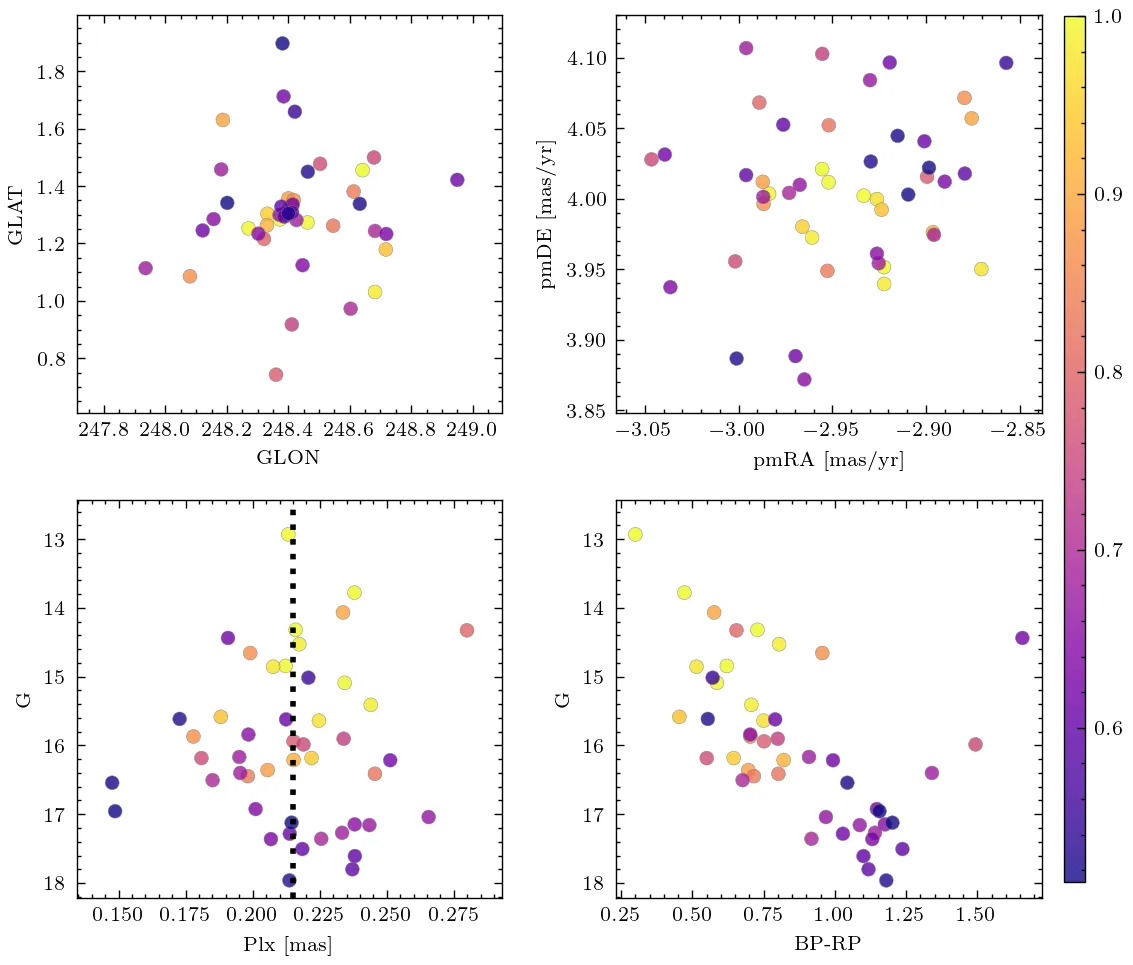 1.8
1.6
1.4
1.2
1.0
0.8
GLAT
247.8 248.0 248.2 248.4 248.6 248.8 249.0
GLON
4.10
4.05
4.00
3.95
3.90
3.85
pmDE [mas/yr]
−3.05 −3.00 −2.95 −2.90 −2.85
pmRA [mas/yr]
1.0
0.9
0.8
0.7
0.6
13
14
15
16
17
18
G
0.150 0.175 0.200 0.225 0.250 0.275
Plx [mas]
13
14
15
16
17
18
G
0.25 0.50 0.75 1.00 1.25 1.50
BP-RP